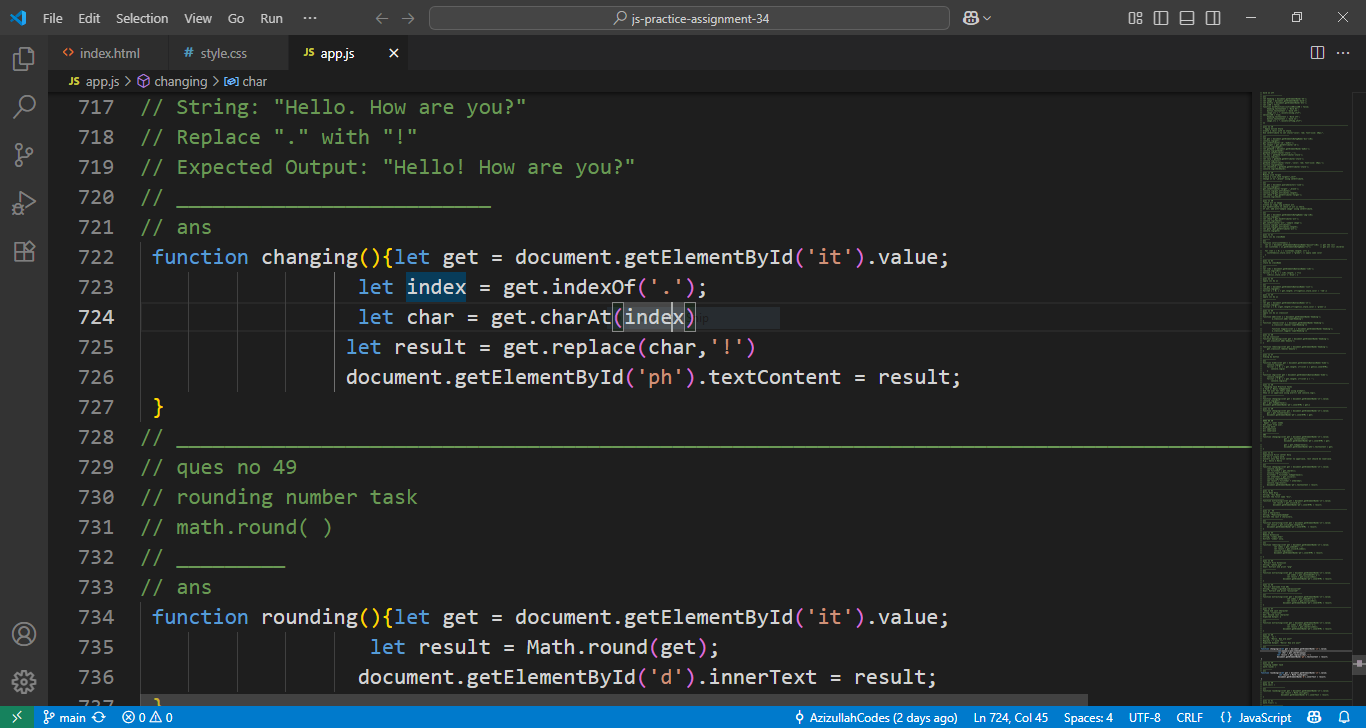 File Edit Selection View Go Run ··· js-practice-assignment-34
<> index.html # style.css JS app.js
JS app.js > changing > char
717 // String: "Hello. How are you?"
718 // Replace "." with "!"
719 // Expected Output: "Hello! How are you?"
720 // __________________________
721 // ans
722 function changing(){let get = document.getElementById('it').value;
723 let index = get.indexOf('.');
724 let char = get.charAt(index)
725 let result = get.replace(char,'!')
726 document.getElementById('ph').textContent = result;
727 }
728 // _________________________________________________________________________________________
729 // ques no 49
730 // rounding number task
731 // math.round( )
732 // _________
733 // ans
734 function rounding(){let get = document.getElementById('it').value;
735 let result = Math.round(get);
736 document.getElementById('d').innerText = result;
737 }
main 0 0 AzizullahCodes (2 days ago) Ln 724, Col 45 Spaces: 4 UTF-8 CRLF {} JavaScript